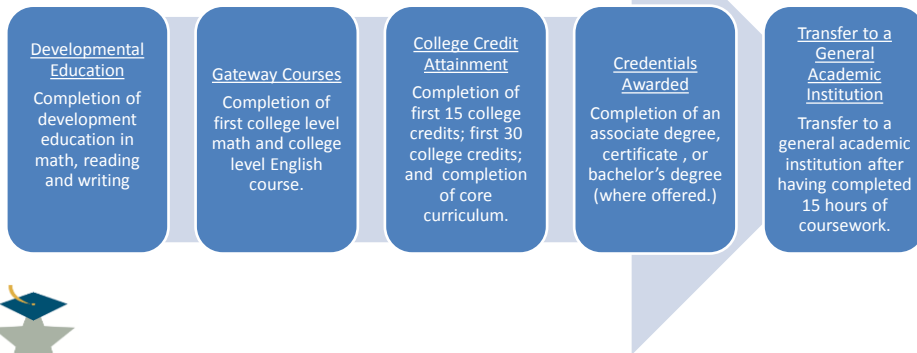 Developmental
Education
Completion of
development
education in
math, reading
and writing
Gateway Courses
Completion of
first college level
math and college
level English
course.
College Credit
Attainment
Completion of
first 15 college
credits; first 30
college credits;
and completion
of core
curriculum.
Credentials
Awarded
Completion of an
associate degree,
certificate , or
bachelor's degree
(where offered.)
Transfer to a
General
Academic
Institution
Transfer to a
general academic
institution after
having completed
15 hours of
coursework.